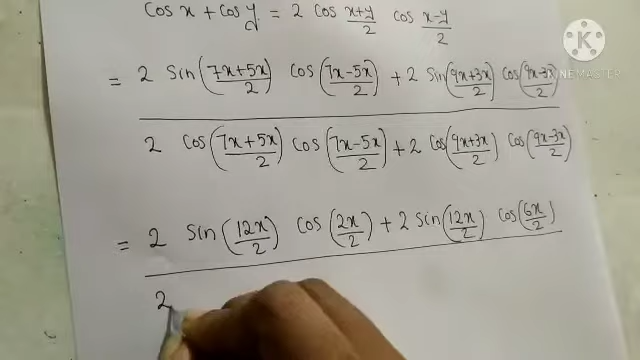 Cos x + Cos y = 2 Cos x+y/2 Cos x-y/2
= 2 Sin(7x+5x/2) Cos(7x-5x/2) + 2 Sin(9x+3x/2) Cos(9x-3x/2)
2 Cos(7x+5x/2) Cos(7x-5x/2) + 2 Cos(9x+3x/2) Cos(9x-3x/2)
= 2 Sin(12x/2) Cos(2x/2) + 2 Sin(12x/2) Cos(6x/2)
2
K
KINEMASTER